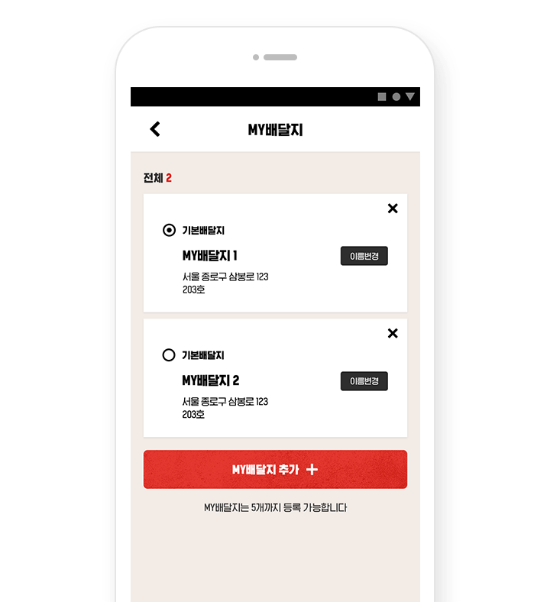 MY배달지
전체 2
기본배달지
MY배달지 1
이름변경
서울 종로구 삼봉로 123
203호
기본배달지
MY배달지 2
이름변경
서울 종로구 삼봉로 123
203호
MY배달지 추가
MY배달지는 5개까지 등록 가능합니다